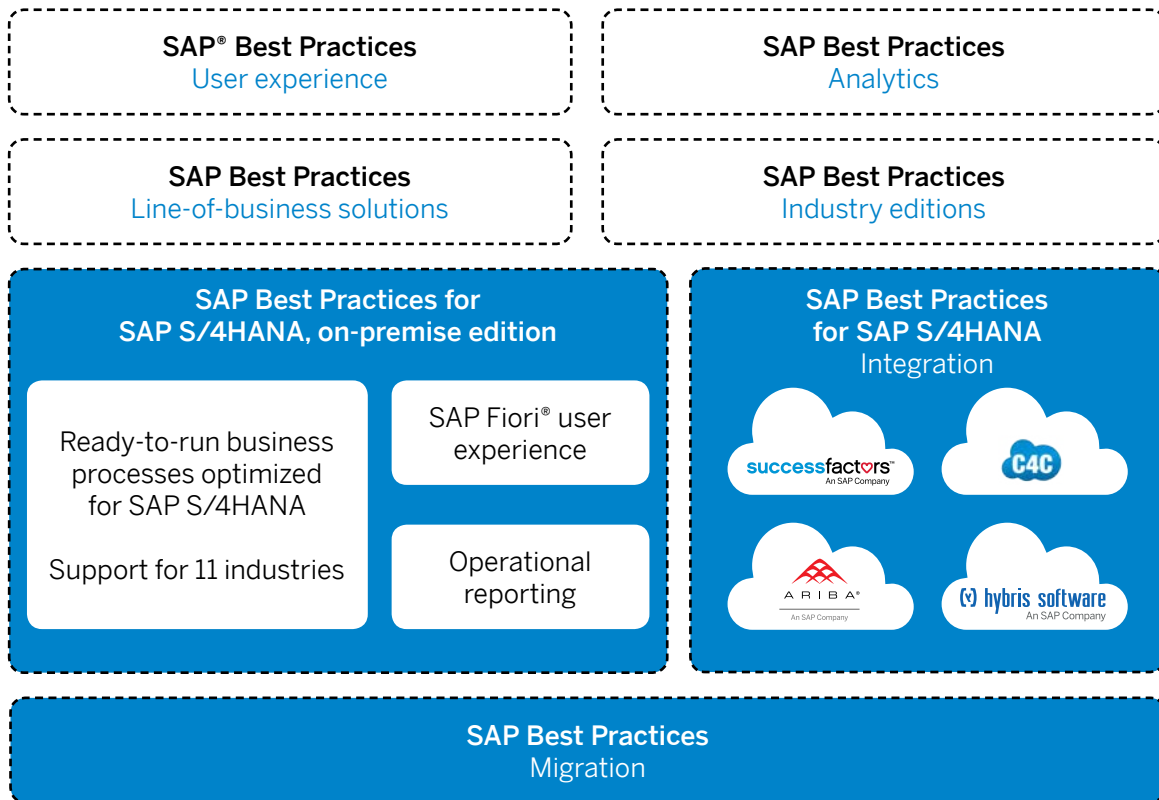 SAP® Best Practices
User experience
SAP Best Practices
Analytics
SAP Best Practices
Line-of-business solutions
SAP Best Practices
Industry editions
SAP Best Practices for
SAP S/4HANA, on-premise edition
Ready-to-run business
processes optimized
for SAP S/4HANA
Support for 11 industries
SAP Fiori® user
experience
Operational
reporting
SAP Best Practices
for SAP S/4HANA
Integration
successfactors™
An SAP Company
C4C
ARIBA®
An SAP Company
(v) hybris software
An SAP Company
SAP Best Practices
Migration